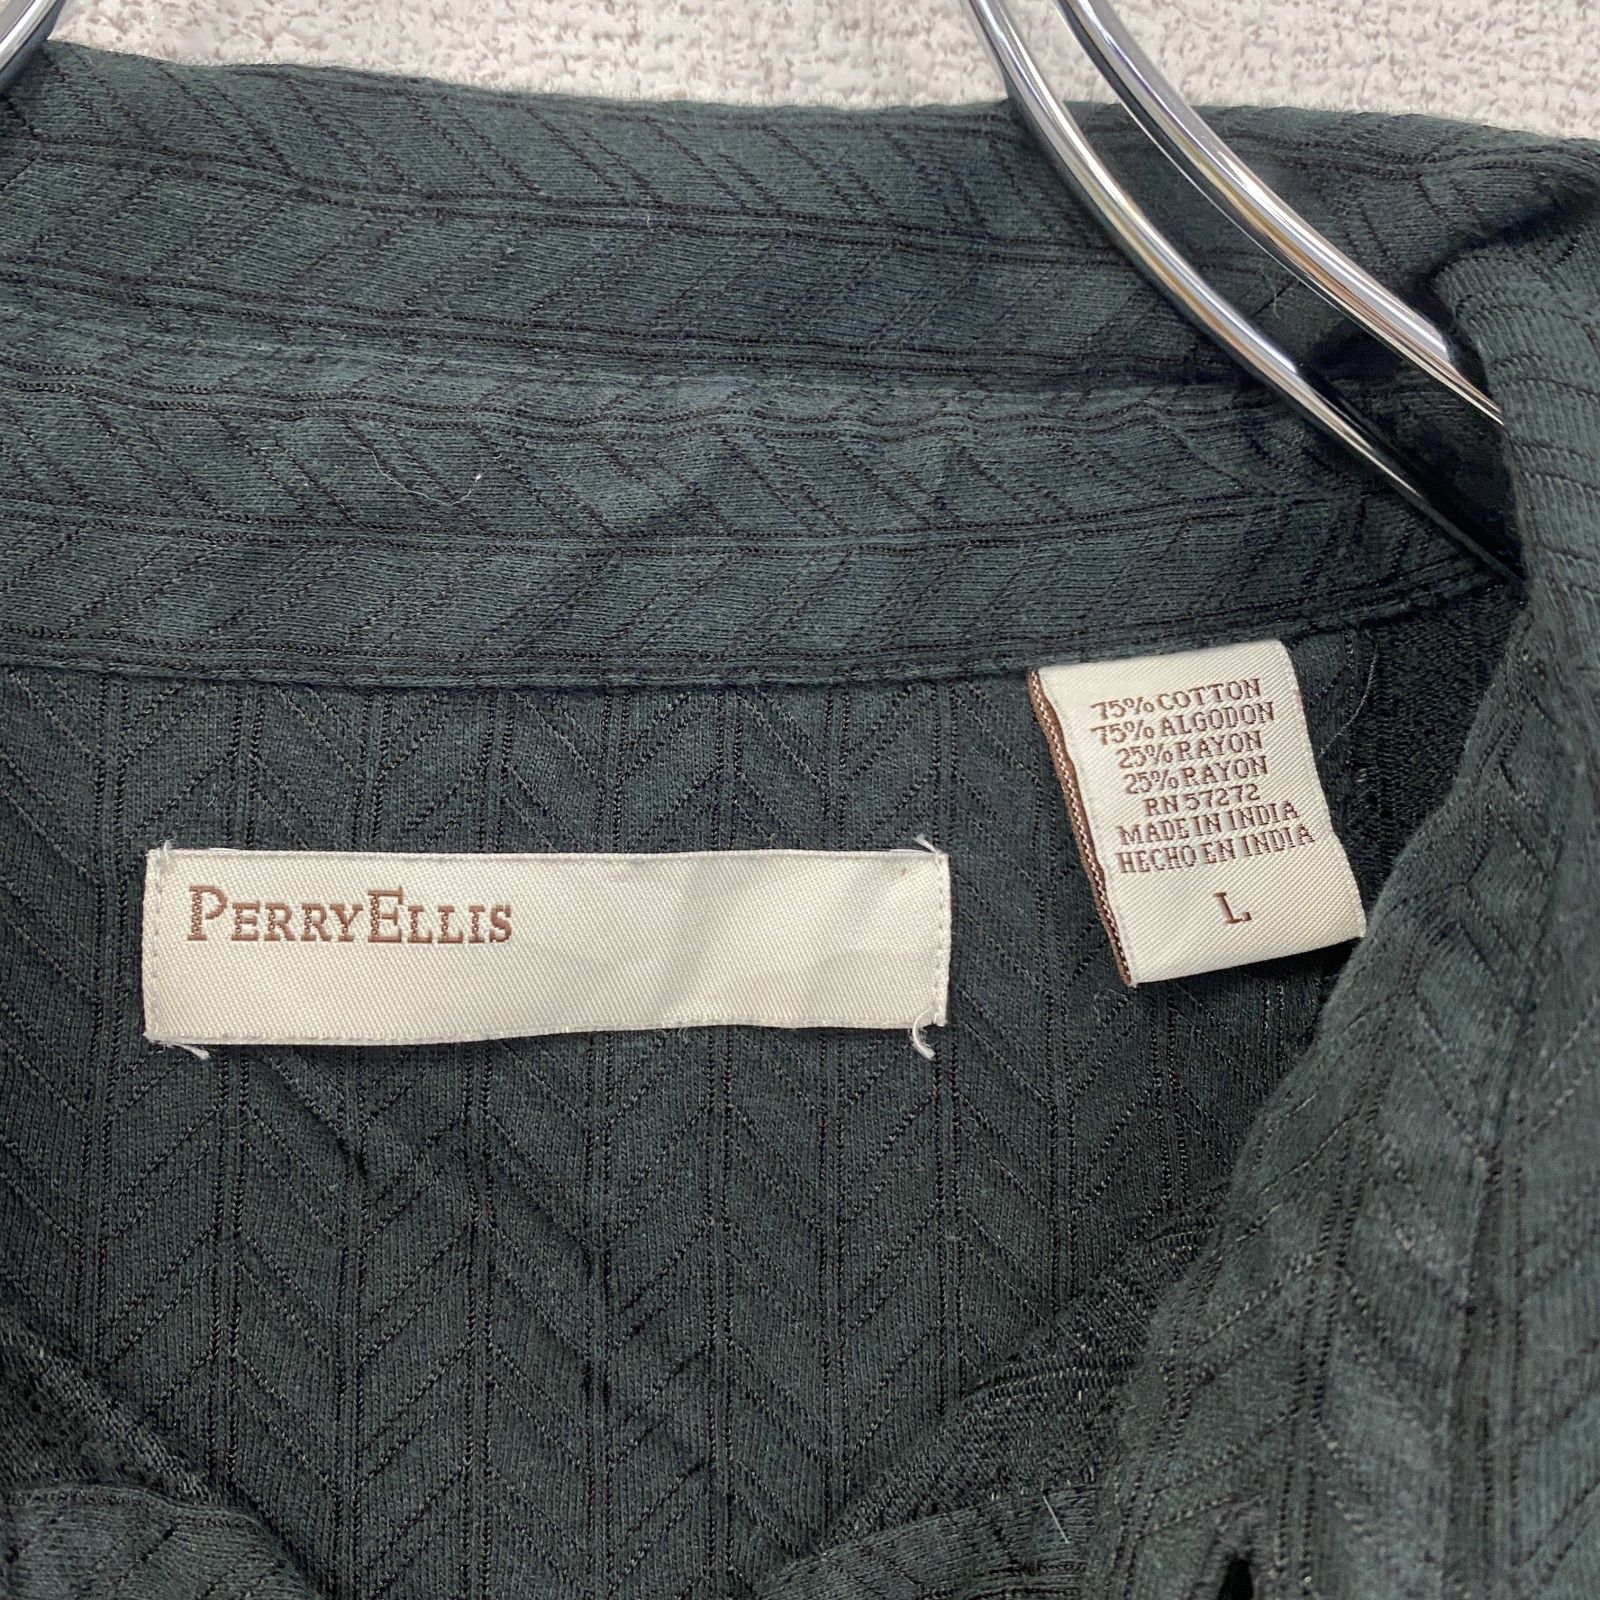 PERRYELLIS
75% COTTON
75% ALGODON
25% RAYON
25% RAYON
RN 57272
MADE IN INDIA
HECHO EN INDIA
L